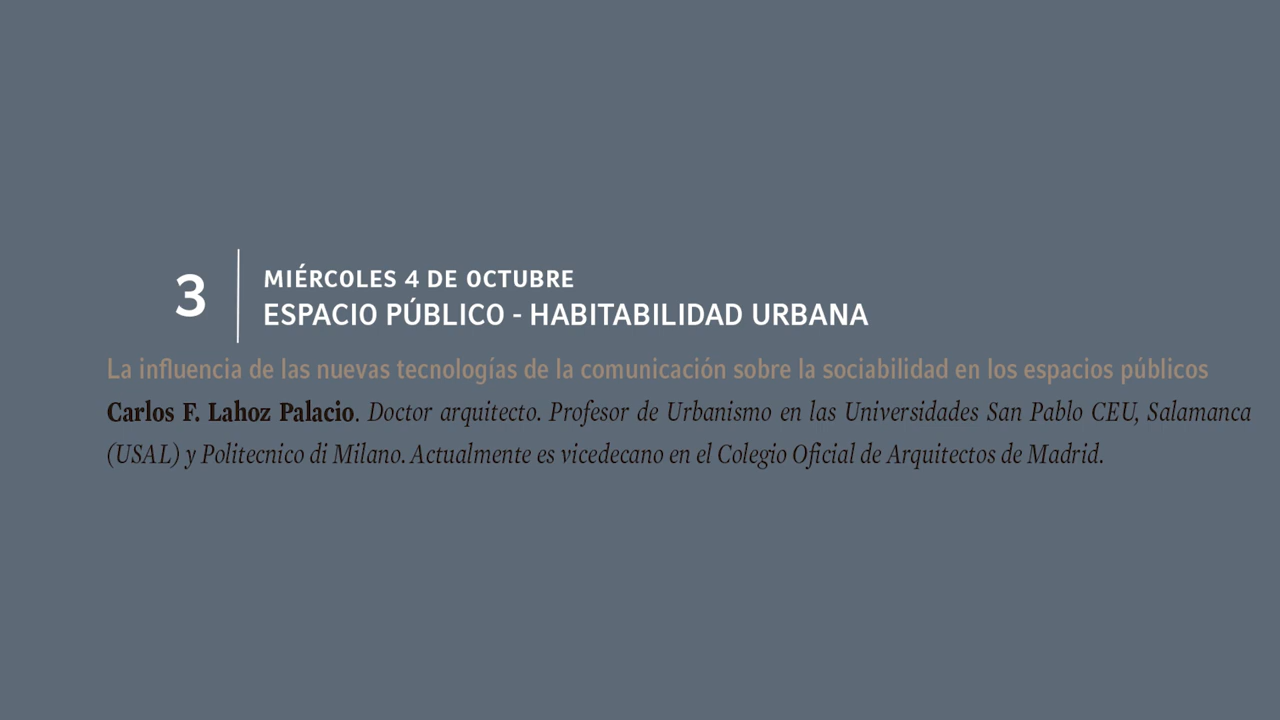 3
MIÉRCOLES 4 DE OCTUBRE
ESPACIO PÚBLICO - HABITABILIDAD URBANA
La influencia de las nuevas tecnologías de la comunicación sobre la sociabilidad en los espacios públicos
Carlos F. Lahoz Palacio. Doctor arquitecto. Profesor de Urbanismo en las Universidades San Pablo CEU, Salamanca
(USAL) y Politecnico di Milano. Actualmente es vicedecano en el Colegio Oficial de Arquitectos de Madrid.